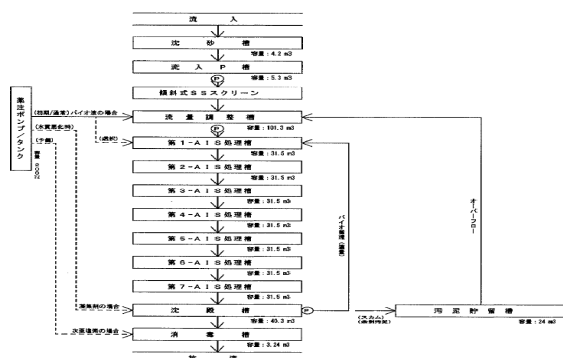 流入
沈砂槽
容量：4.2 m3
流入P槽
P
容量：5.3 m3
傾斜式SSスクリーン
薬注ポンプ/タンク
(初期/通常)バイオ液の場合
流量調整槽
(水質悪化時)
P
容量：101.3 m3
(予備)
(選択)
第1-AIS処理槽
容量：31.5 m3
第2-AIS処理槽
容量：31.5 m3
第3-AIS処理槽
容量：31.5 m3
第4-AIS処理槽
容量：31.5 m3
第5-AIS処理槽
容量：31.5 m3
第6-AIS処理槽
容量：31.5 m3
第7-AIS処理槽
容量：31.5 m3
オーバーフロー
凝集剤の場合
沈殿槽
P
汚泥貯留槽
容量：40.3 m3
(スカム)
容量：24 m3
次亜塩素の場合
消毒槽
容量：3.24 m3